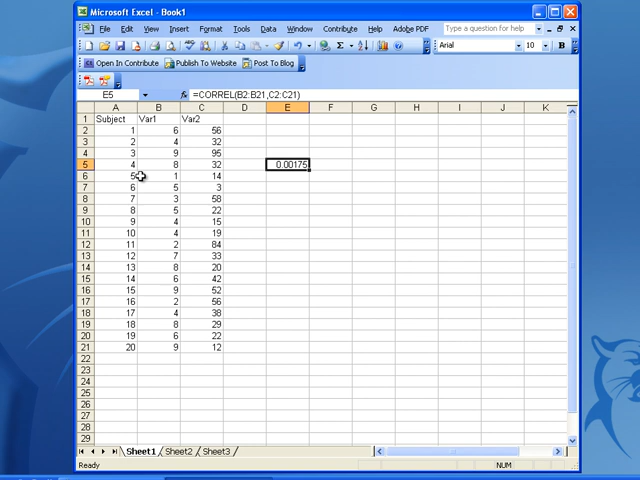 Microsoft Excel - Book1
File Edit View Insert Format Tools Data Window Contribute Help Adobe PDF Type a question for help
Arial 10 B
Open In Contribute Publish To Website Post To Blog
E5 =CORREL(B2:B21,C2:C21)
A B C D E F G H I J K
1 Subject Var1 Var2
2 1 6 56
3 2 4 32
4 3 9 95
5 4 8 32 0.00175
6 5 1 14
7 6 5 3
8 7 3 58
9 8 5 22
10 9 4 15
11 10 4 19
12 11 2 84
13 12 7 33
14 13 8 20
15 14 6 42
16 15 9 52
17 16 2 56
18 17 4 38
19 18 8 29
20 19 6 22
21 20 9 12
22
23
24
25
26
27
28
29
Sheet1 Sheet2 Sheet3
Ready NUM